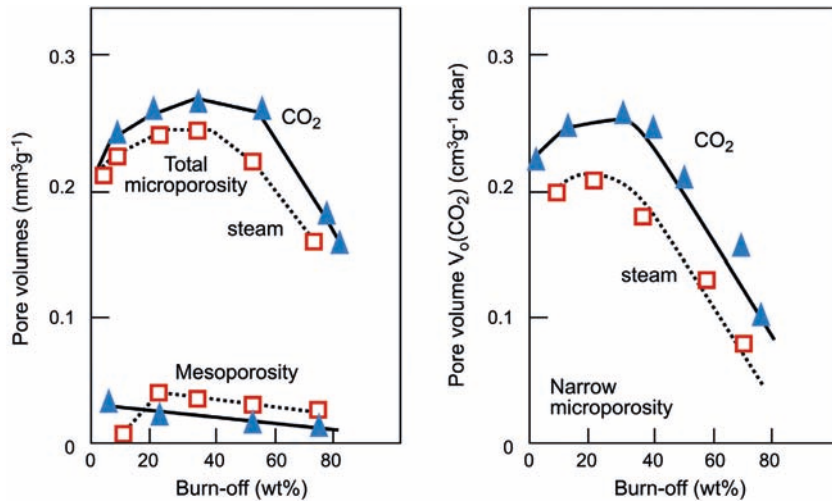 0.3
0.2
0.1
0
Pore volumes (mm³g⁻¹)
CO₂
Total
microporosity
steam
Mesoporosity
0 20 40 60 80
Burn-off (wt%)
0.3
0.2
0.1
0
Pore volume V₀(CO₂) (cm³g⁻¹ char)
CO₂
steam
Narrow
microporosity
0 20 40 60 80
Burn-off (wt%)